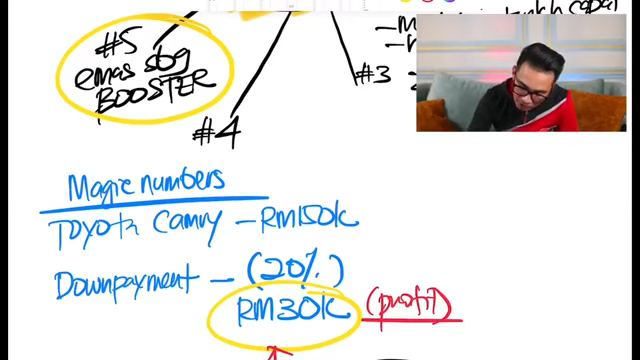 #5
emas sbg
BOOSTER
#4
#3
Magic numbers
Toyota Camry - RM150K
Downpayment - (20%)
RM30K (profit)